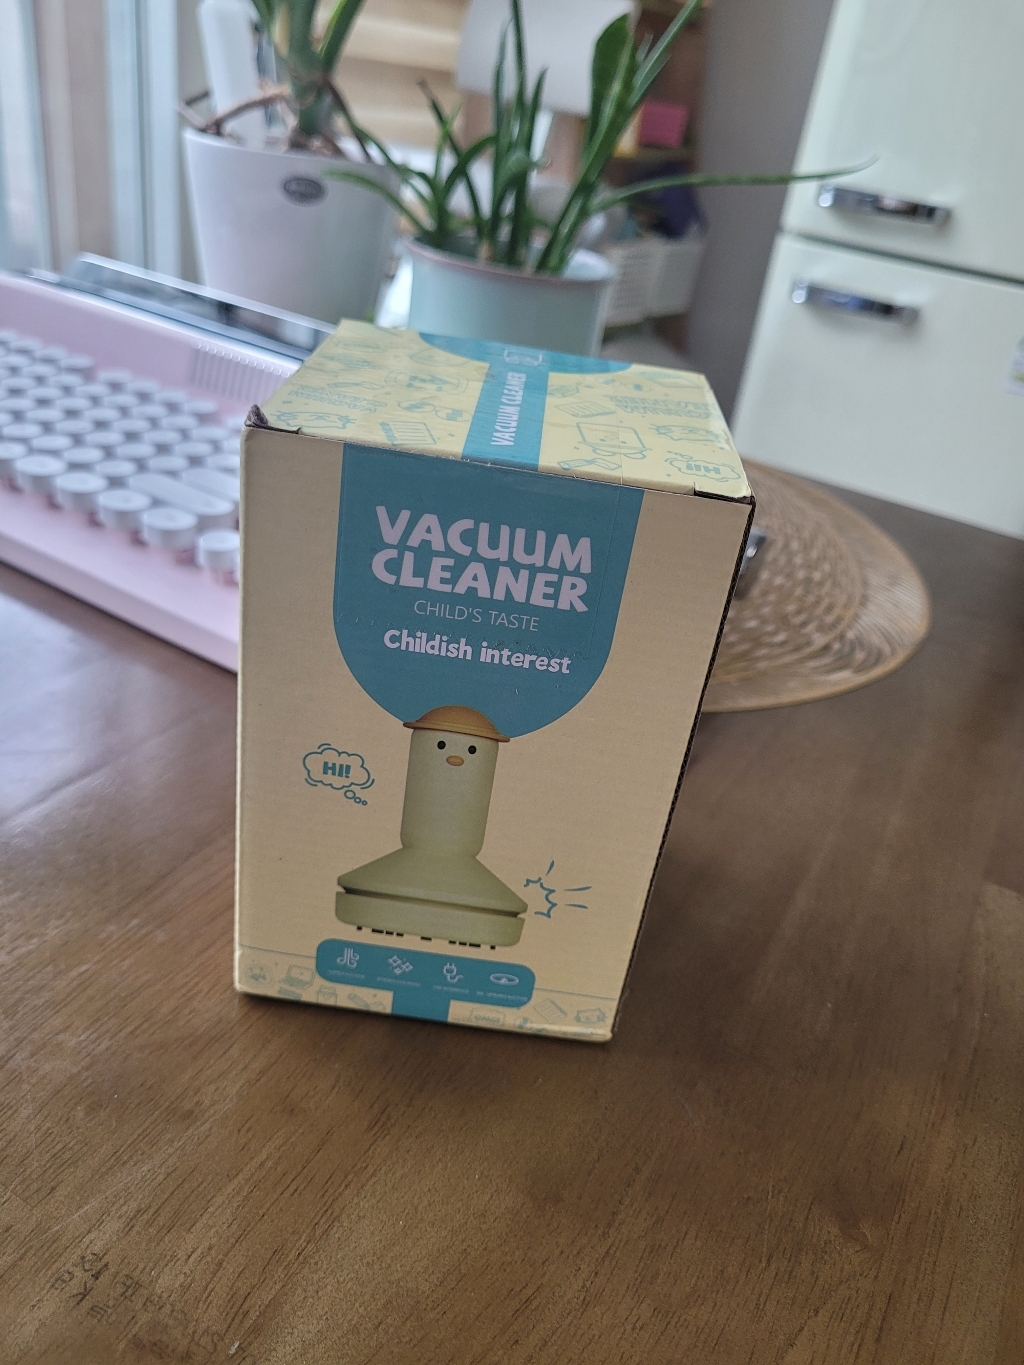 VACUUM CLEANER
HI!!
VACUUM
CLEANER
CHILD'S TASTE
Childish interest
HI!